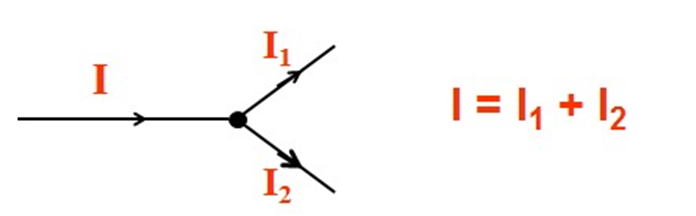 I
I₁
I₂
I = I₁ + I₂